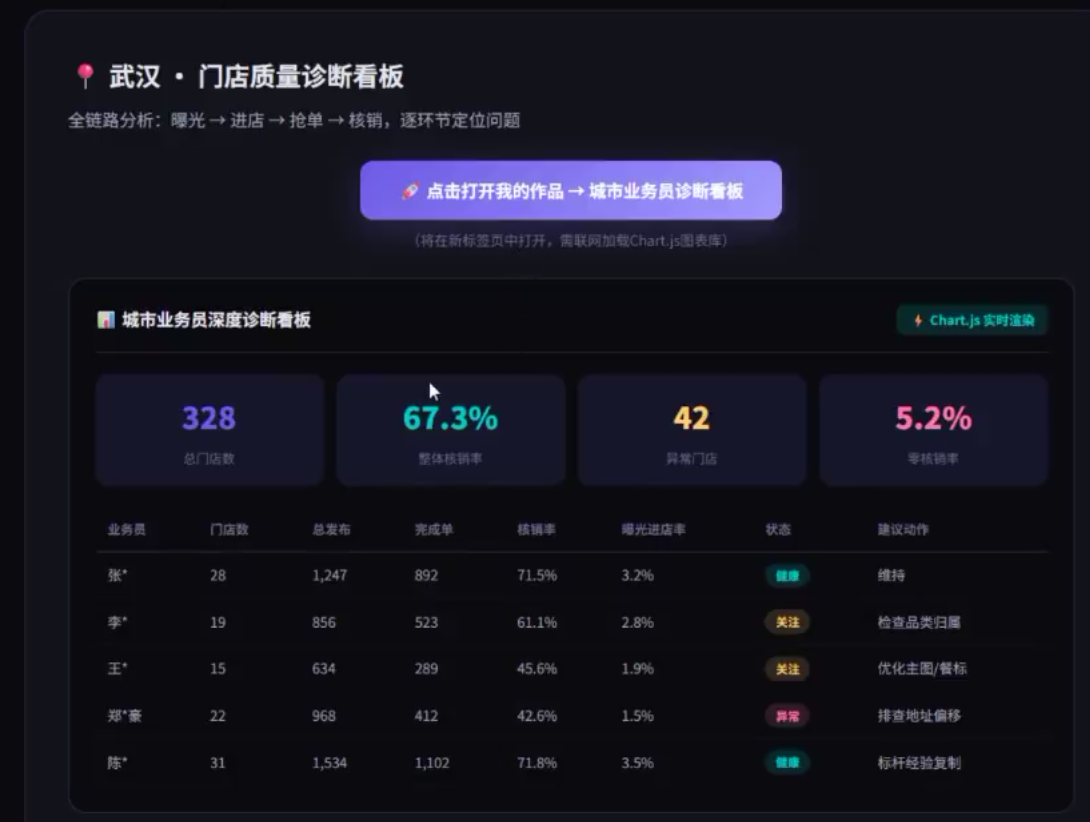 武汉 · 门店质量诊断看板
全链路分析：曝光 → 进店 → 抢单 → 核销，逐环节定位问题
点击打开我的作品 → 城市业务员诊断看板
（将在新标签页中打开，需联网加载Chart.js图表库）
城市业务员深度诊断看板
Chart.js 实时渲染
328 67.3% 42 5.2%
总门店数 整体核销率 异常门店 零核销率
业务员 门店数 总发布 完成单 核销率 曝光进店率 状态 建议动作
张* 28 1,247 892 71.5% 3.2% 健康 维持
李* 19 856 523 61.1% 2.8% 关注 检查品类归属
王* 15 634 289 45.6% 1.9% 关注 优化主图/餐标
郑*豪 22 968 412 42.6% 1.5% 异常 排查地址偏移
陈* 31 1,534 1,102 71.8% 3.5% 健康 标杆经验复制